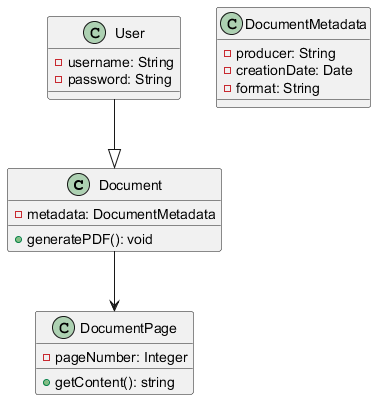 C User
username: String
password: String
C DocumentMetadata
producer: String
creationDate: Date
format: String
C Document
metadata: DocumentMetadata
generatePDF(): void
C DocumentPage
pageNumber: Integer
getContent(): string